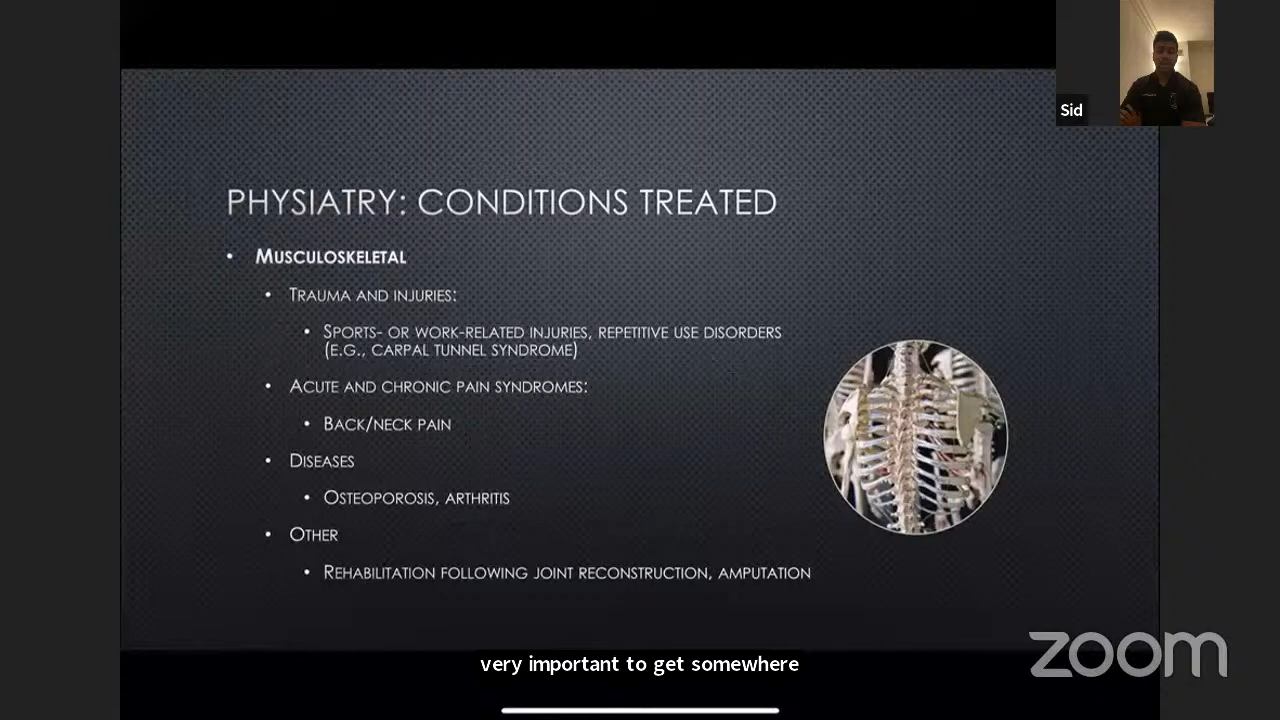 Sid
PHYSIATRY: CONDITIONS TREATED
• MUSCULOSKELETAL
• TRAUMA AND INJURIES:
• SPORTS- OR WORK-RELATED INJURIES, REPETITIVE USE DISORDERS
(E.G., CARPAL TUNNEL SYNDROME)
• ACUTE AND CHRONIC PAIN SYNDROMES:
• BACK/NECK PAIN
• DISEASES
• OSTEOPOROSIS, ARTHRITIS
• OTHER
• REHABILITATION FOLLOWING JOINT RECONSTRUCTION, AMPUTATION
zoom
very important to get somewhere